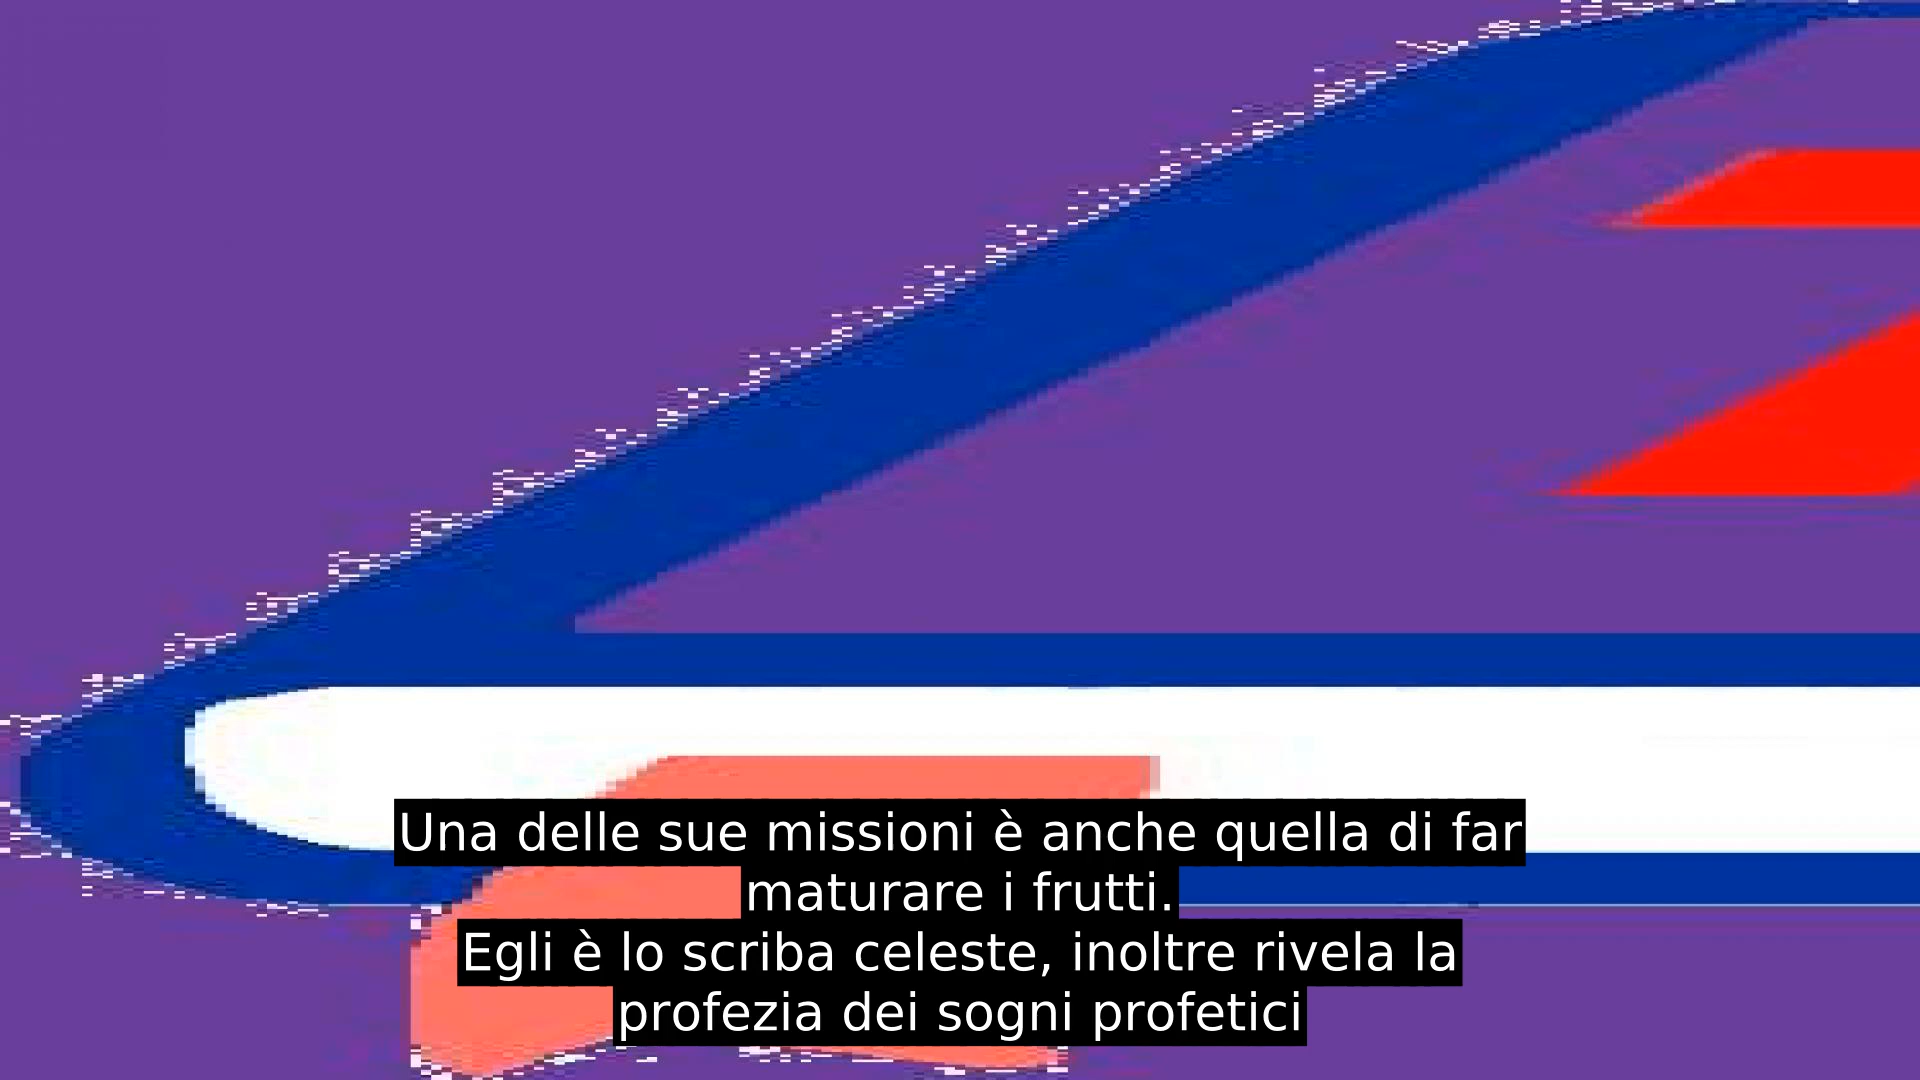 Una delle sue missioni è anche quella di far
maturare i frutti.
Egli è lo scriba celeste, inoltre rivela la
profezia dei sogni profetici